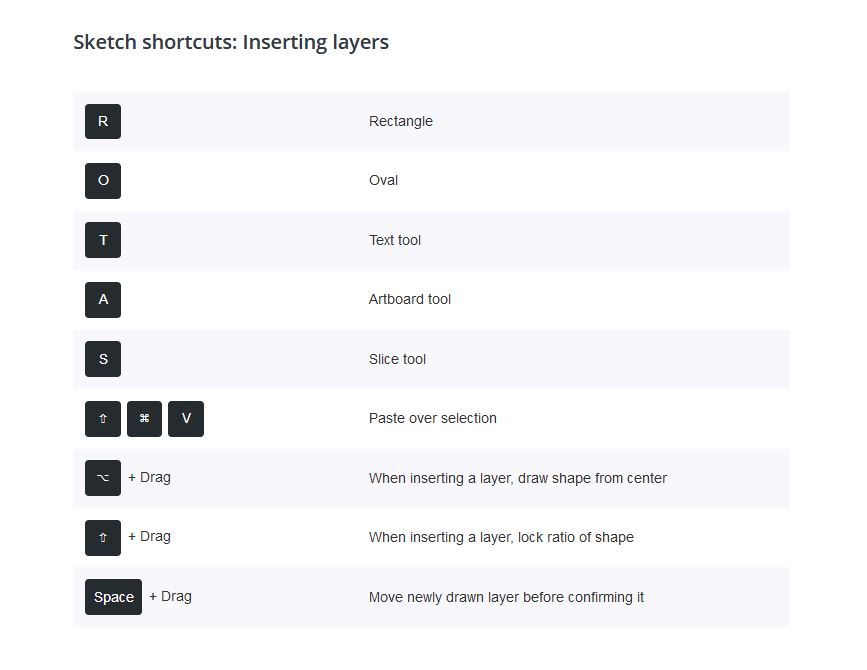 Sketch shortcuts: Inserting layers
R Rectangle
O Oval
T Text tool
A Artboard tool
S Slice tool
⇧ ⌘ V Paste over selection
⌥ + Drag When inserting a layer, draw shape from center
⇧ + Drag When inserting a layer, lock ratio of shape
Space + Drag Move newly drawn layer before confirming it